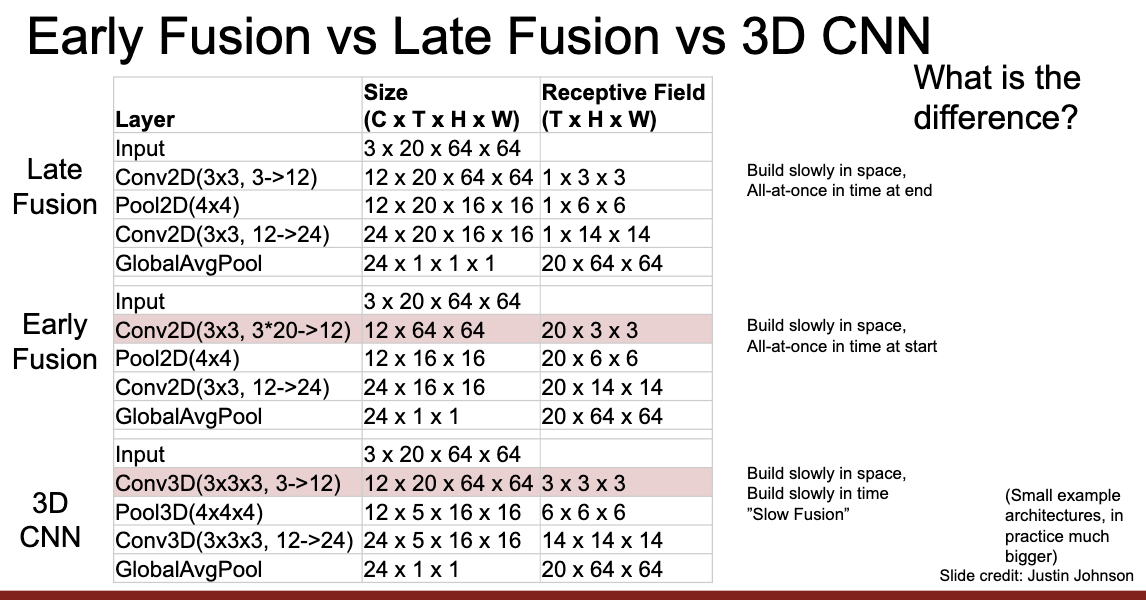 Early Fusion vs Late Fusion vs 3D CNN
What is the
difference?
Layer Size (C x T x H x W) Receptive Field (T x H x W)
Late
Fusion
Input 3 x 20 x 64 x 64
Conv2D(3x3, 3->12) 12 x 20 x 64 x 64 1 x 3 x 3
Pool2D(4x4) 12 x 20 x 16 x 16 1 x 6 x 6
Conv2D(3x3, 12->24) 24 x 20 x 16 x 16 1 x 14 x 14
GlobalAvgPool 24 x 1 x 1 x 1 20 x 64 x 64
Build slowly in space,
All-at-once in time at end
Early
Fusion
Input 3 x 20 x 64 x 64
Conv2D(3x3, 3*20->12) 12 x 64 x 64 20 x 3 x 3
Pool2D(4x4) 12 x 16 x 16 20 x 6 x 6
Conv2D(3x3, 12->24) 24 x 16 x 16 20 x 14 x 14
GlobalAvgPool 24 x 1 x 1 20 x 64 x 64
Build slowly in space,
All-at-once in time at start
3D
CNN
Input 3 x 20 x 64 x 64
Conv3D(3x3x3, 3->12) 12 x 20 x 64 x 64 3 x 3 x 3
Pool3D(4x4x4) 12 x 5 x 16 x 16 6 x 6 x 6
Conv3D(3x3x3, 12->24) 24 x 5 x 16 x 16 14 x 14 x 14
GlobalAvgPool 24 x 1 x 1 20 x 64 x 64
Build slowly in space,
Build slowly in time
”Slow Fusion”
(Small example
architectures, in
practice much
bigger)
Slide credit: Justin Johnson